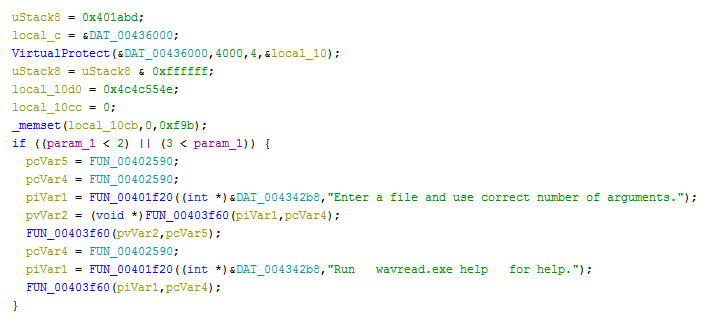 uStack8 = 0x401abd;
local_c = &DAT_00436000;
VirtualProtect(&DAT_00436000,4000,4,&local_10);
uStack8 = uStack8 & 0xffffff;
local_10d0 = 0x4c4c554e;
local_10cc = 0;
_memset(local_10cb,0,0xf9b);
if ((param_1 < 2) || (3 < param_1)) {
pcVar5 = FUN_00402590;
pcVar4 = FUN_00402590;
piVar1 = FUN_00401f20((int *)&DAT_004342b8,"Enter a file and use correct number of arguments.");
pvVar2 = (void *)FUN_00403f60(piVar1,pcVar4);
FUN_00403f60(pvVar2,pcVar5);
pcVar4 = FUN_00402590;
piVar1 = FUN_00401f20((int *)&DAT_004342b8,"Run   wavread.exe help   for help.");
FUN_00403f60(piVar1,pcVar4);
}